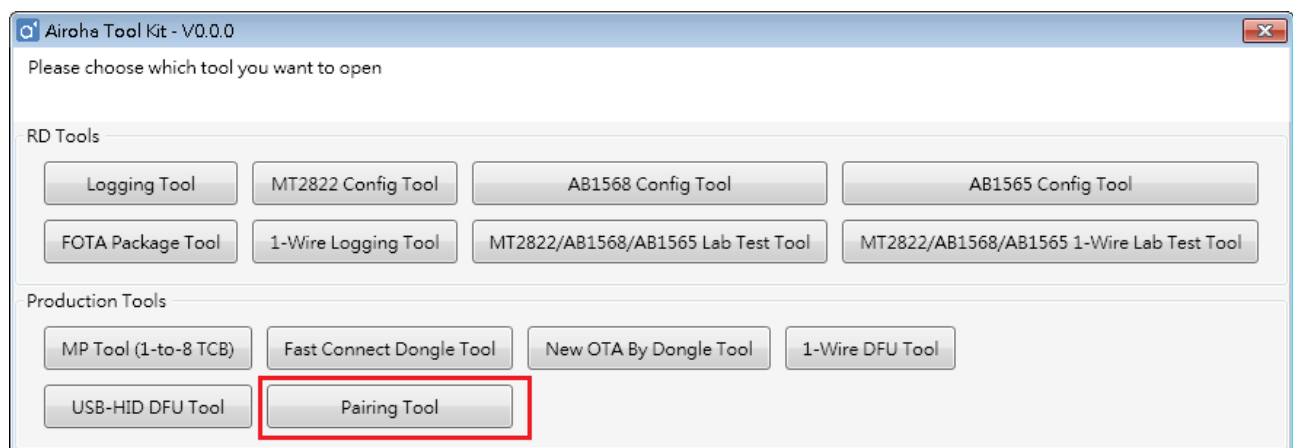 Airoha Tool Kit - V0.0.0
Please choose which tool you want to open
RD Tools
Logging Tool MT2822 Config Tool AB1568 Config Tool AB1565 Config Tool
FOTA Package Tool 1-Wire Logging Tool MT2822/AB1568/AB1565 Lab Test Tool MT2822/AB1568/AB1565 1-Wire Lab Test Tool
Production Tools
MP Tool (1-to-8 TCB) Fast Connect Dongle Tool New OTA By Dongle Tool 1-Wire DFU Tool
USB-HID DFU Tool Pairing Tool